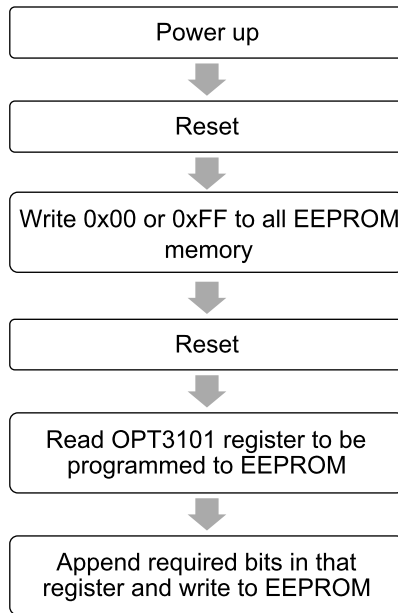 Power up
Reset
Write 0x00 or 0xFF to all EEPROM
memory
Reset
Read OPT3101 register to be
programmed to EEPROM
Append required bits in that
register and write to EEPROM